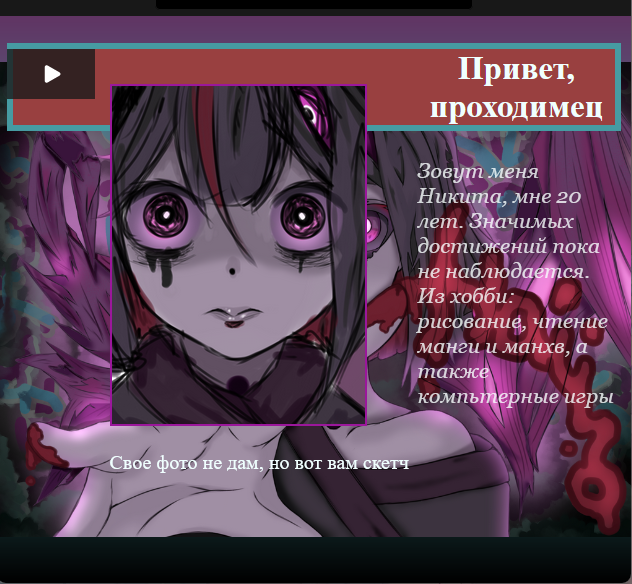 Привет,
проходимец
Зовут меня
Никита, мне 20
лет. Значимых
достижений пока
не наблюдается.
Из хобби:
рисование, чтение
манги и манхв, а
также
компьтерные игры
Свое фото не дам, но вот вам скетч